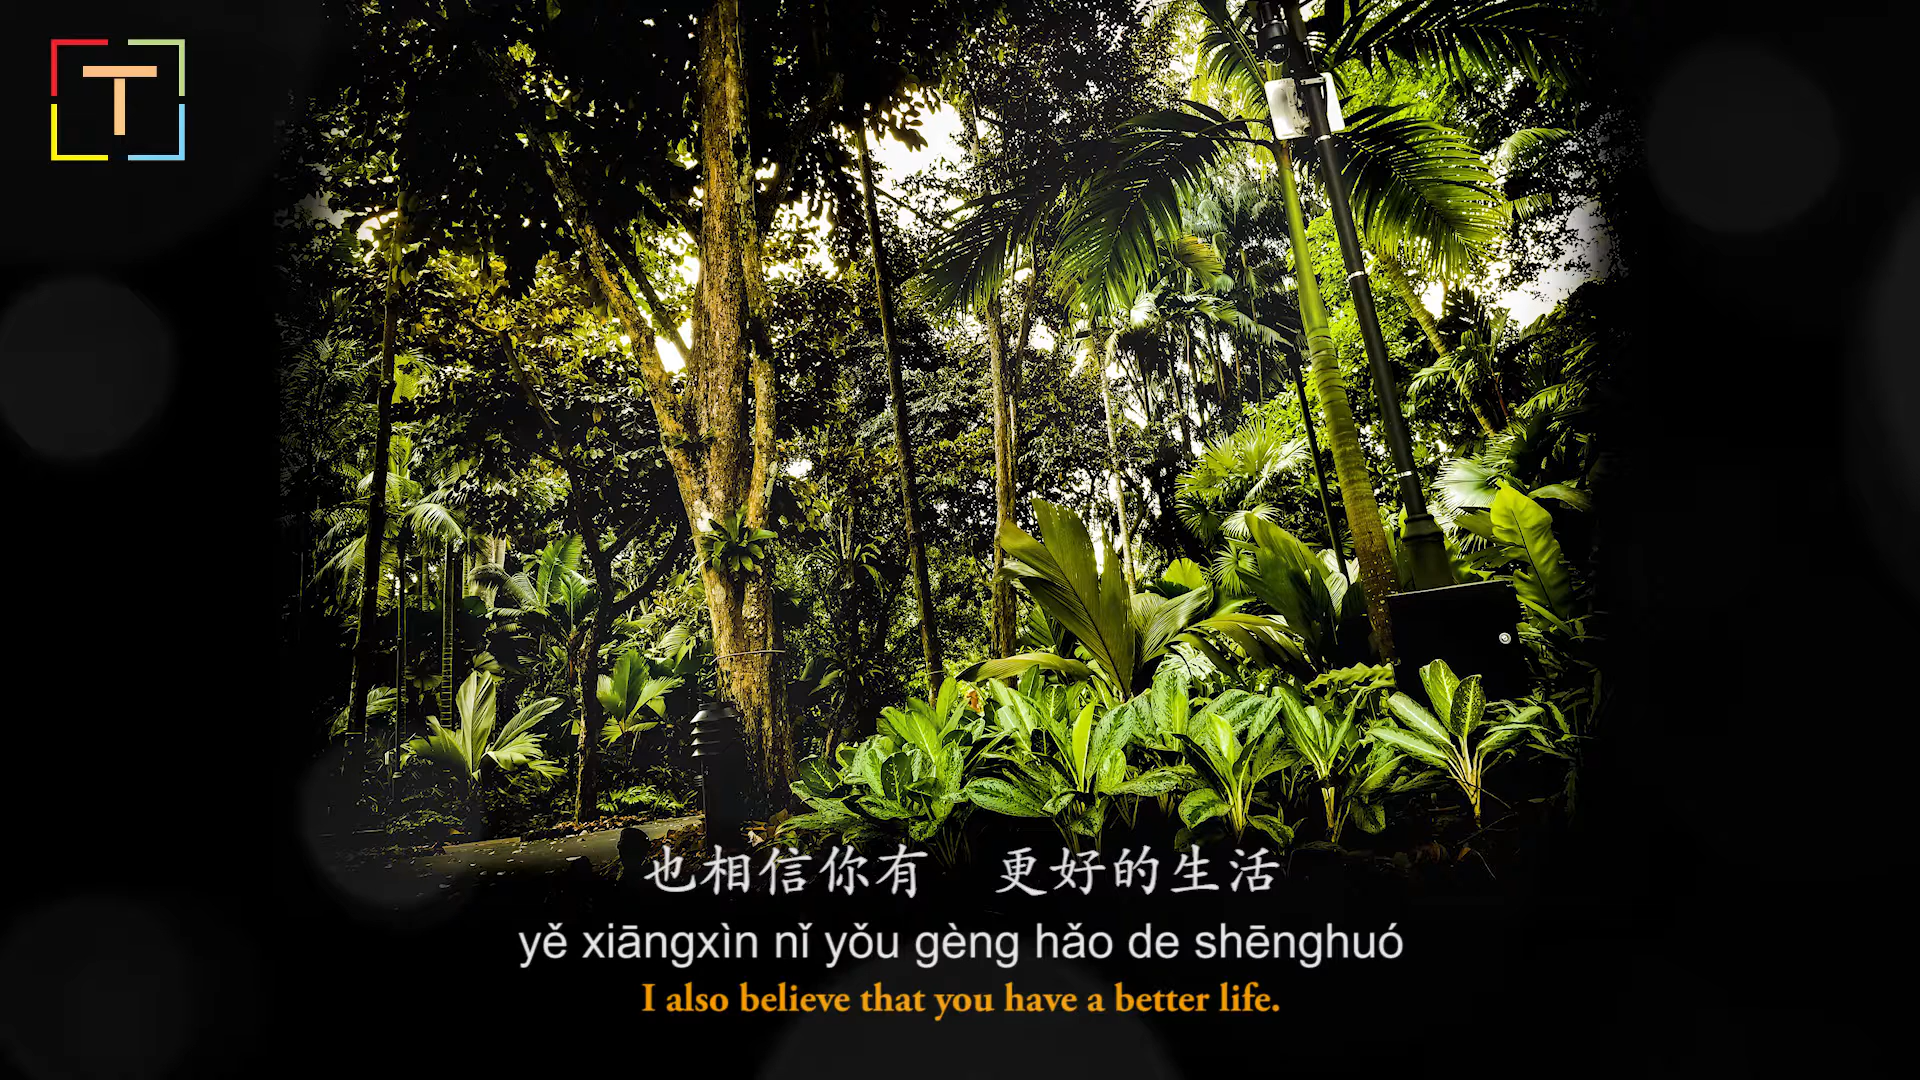 T
也相信你有　更好的生活
yě xiāngxìn nǐ yǒu gèng hǎo de shēnghuó
I also believe that you have a better life.